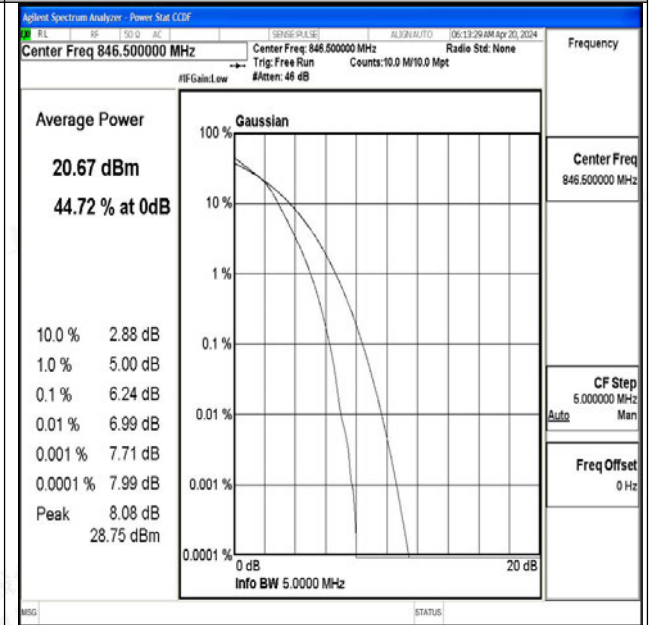 Agilent Spectrum Analyzer - Power Stat CCDF
RL RF 50 Ω AC SENSE:PULSE ALIGNAUTO 06:13:29 AM Apr 20, 2024
Center Freq 846.500000 MHz
Center Freq: 846.500000 MHz Radio Std: None
Trig: Free Run Counts:10.0 M/10.0 Mpt
#IFGain:Low #Atten: 46 dB
Frequency
Average Power
20.67 dBm
44.72 % at 0dB
10.0 % 2.88 dB
1.0 % 5.00 dB
0.1 % 6.24 dB
0.01 % 6.99 dB
0.001 % 7.71 dB
0.0001 % 7.99 dB
Peak 8.08 dB
28.75 dBm
Gaussian
100 %
10 %
1 %
0.1 %
0.01 %
0.001 %
0.0001 %
0 dB 20 dB
Info BW 5.0000 MHz
Center Freq
846.500000 MHz
CF Step
5.000000 MHz
Auto Man
Freq Offset
0 Hz
MSG STATUS